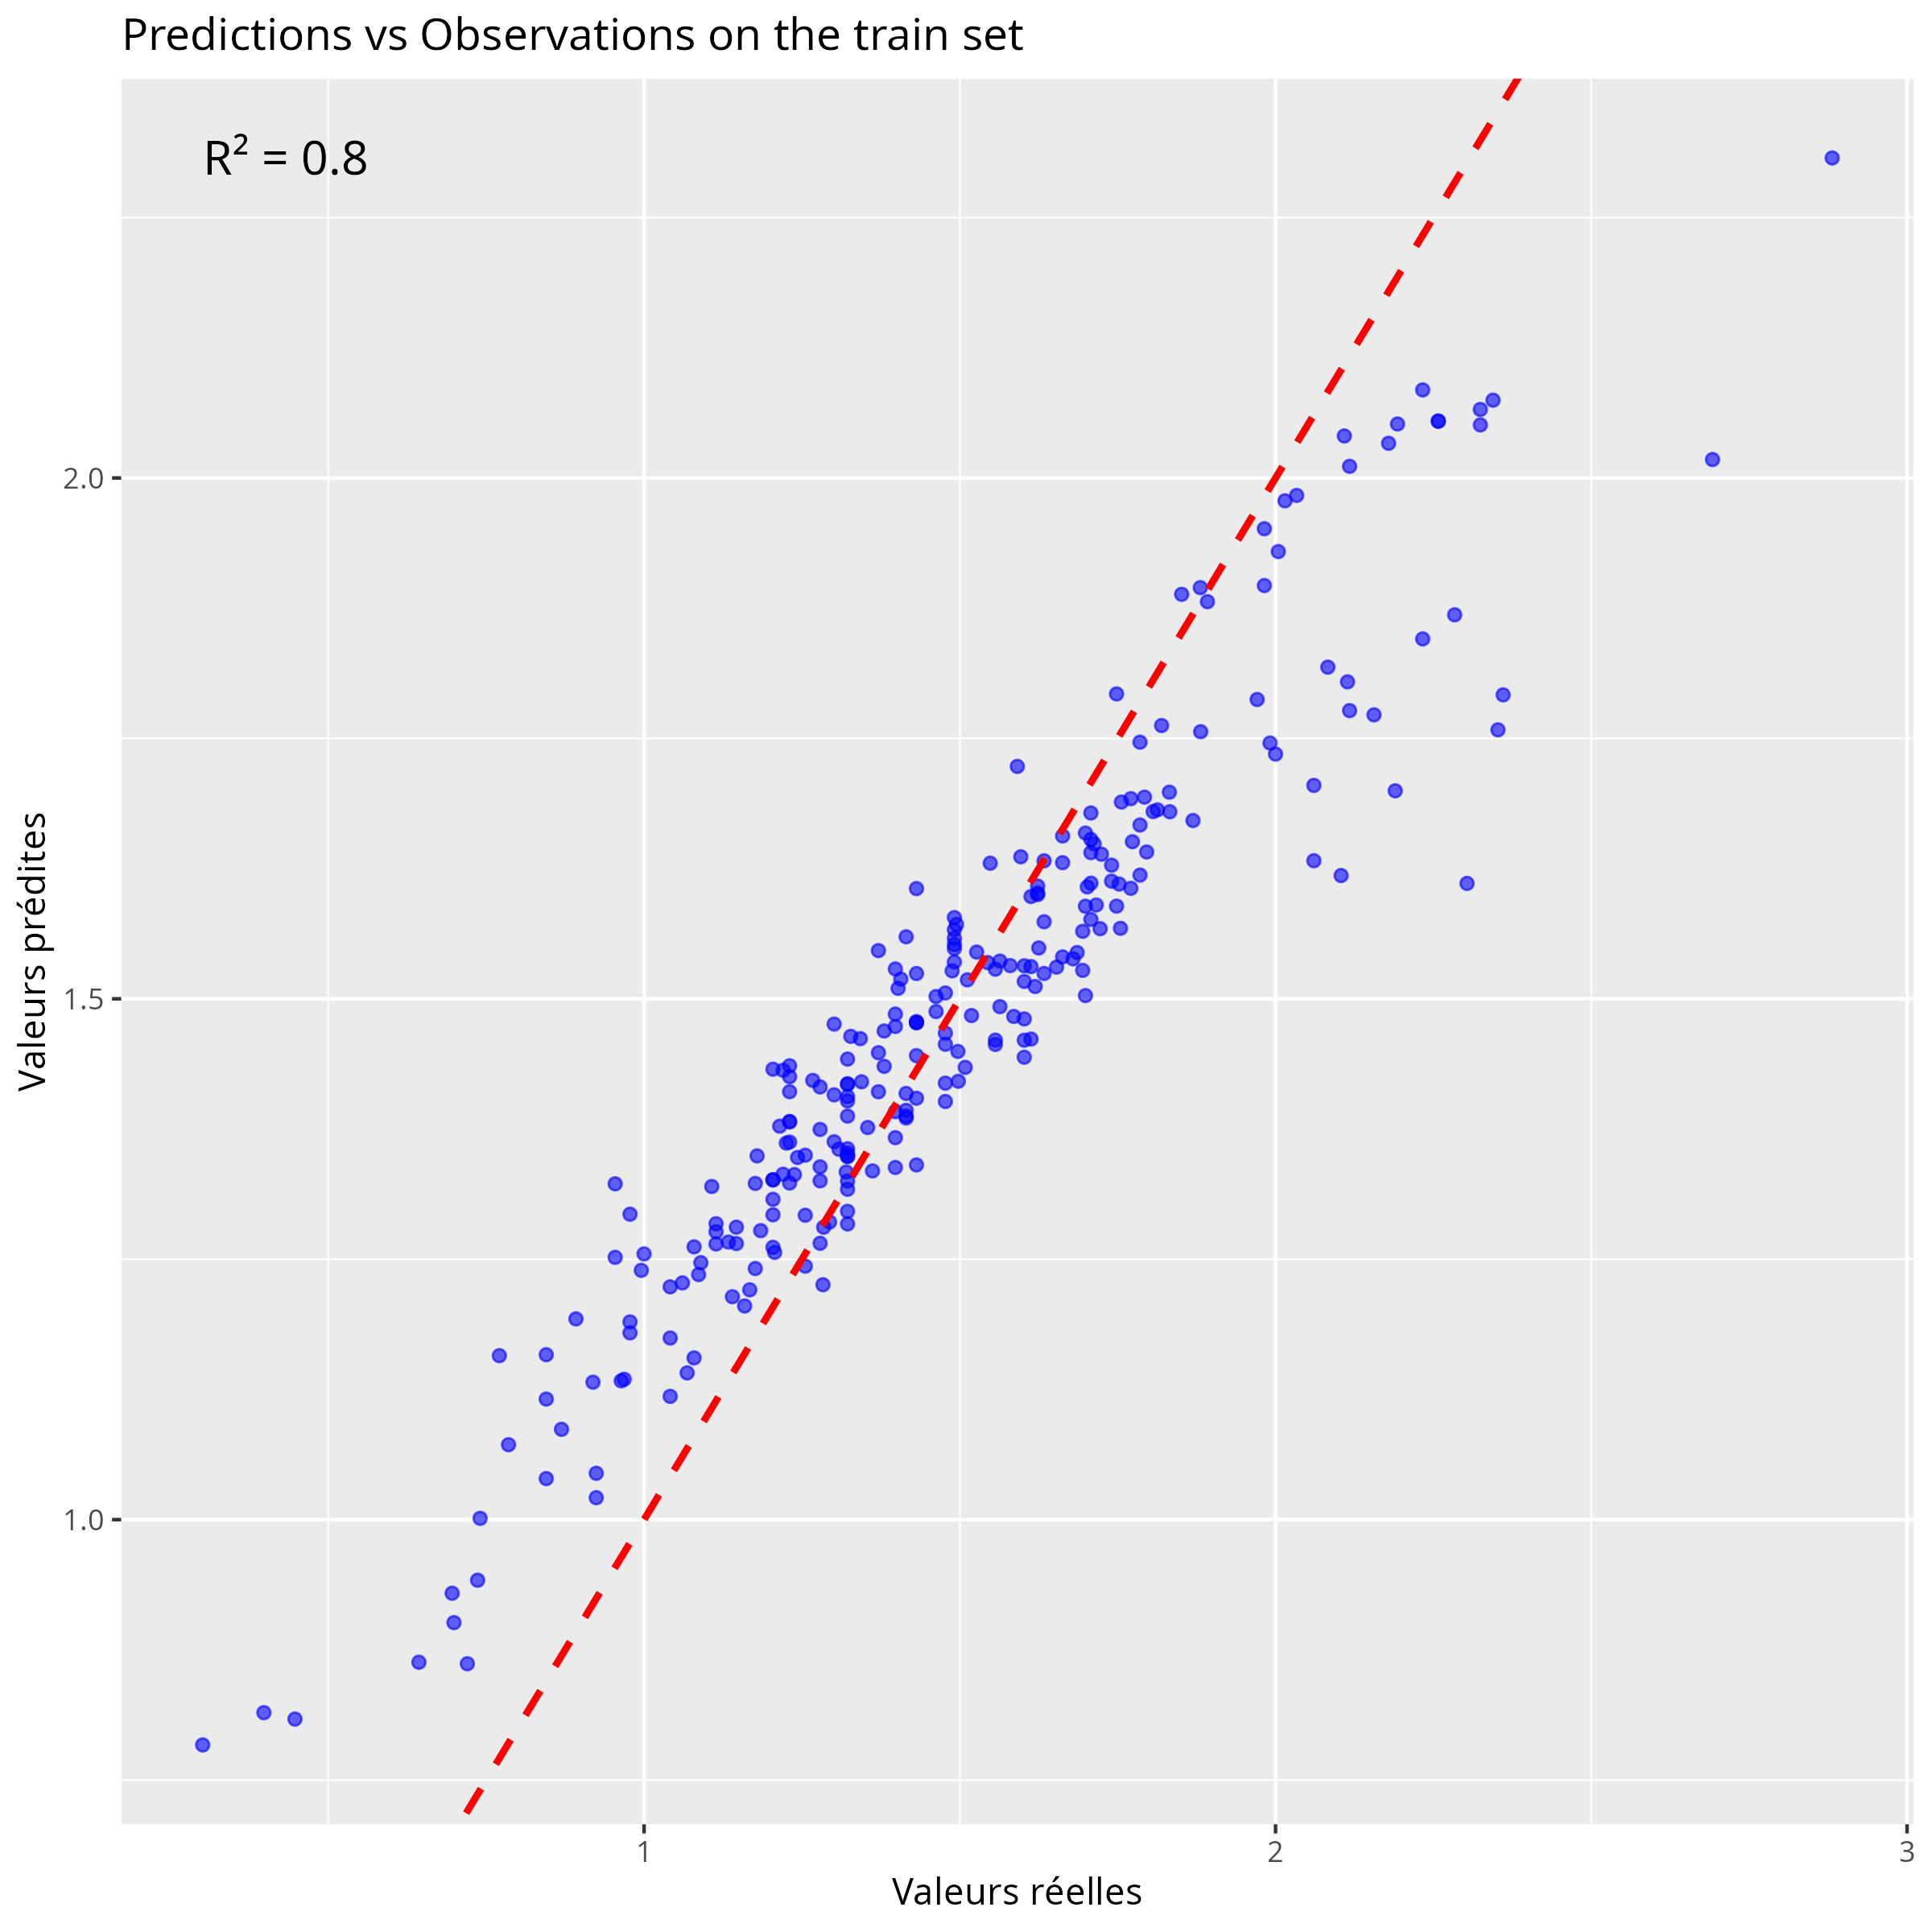 Predictions vs Observations on the train set
R² = 0.8
Valeurs prédites
2.0
1.5
1.0
1
2
3
Valeurs réelles